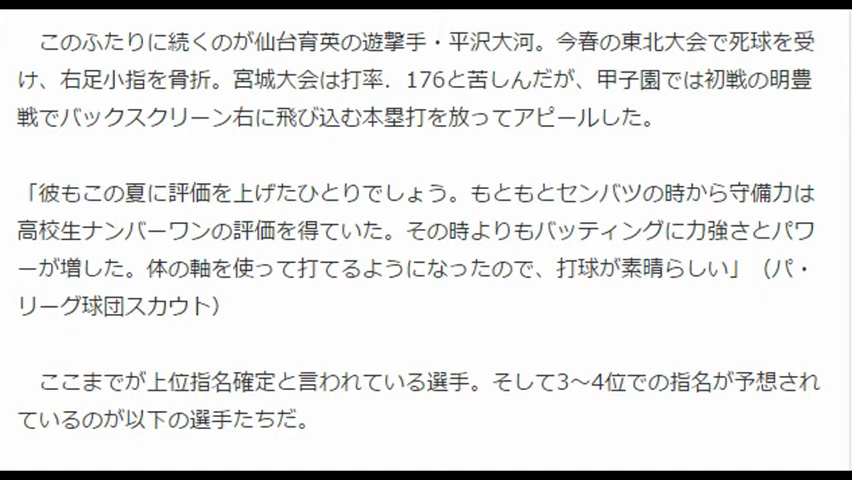 このふたりに続くのが仙台育英の遊撃手・平沢大河。今春の東北大会で死球を受
け、右足小指を骨折。宮城大会は打率．176と苦しんだが、甲子園では初戦の明豊
戦でバックスクリーン右に飛び込む本塁打を放ってアピールした。
「彼もこの夏に評価を上げたひとりでしょう。もともとセンバツの時から守備力は
高校生ナンバーワンの評価を得ていた。その時よりもバッティングに力強さとパワ
ーが増した。体の軸を使って打てるようになったので、打球が素晴らしい」（パ・
リーグ球団スカウト）
ここまでが上位指名確定と言われている選手。そして3〜4位での指名が予想され
ているのが以下の選手たちだ。